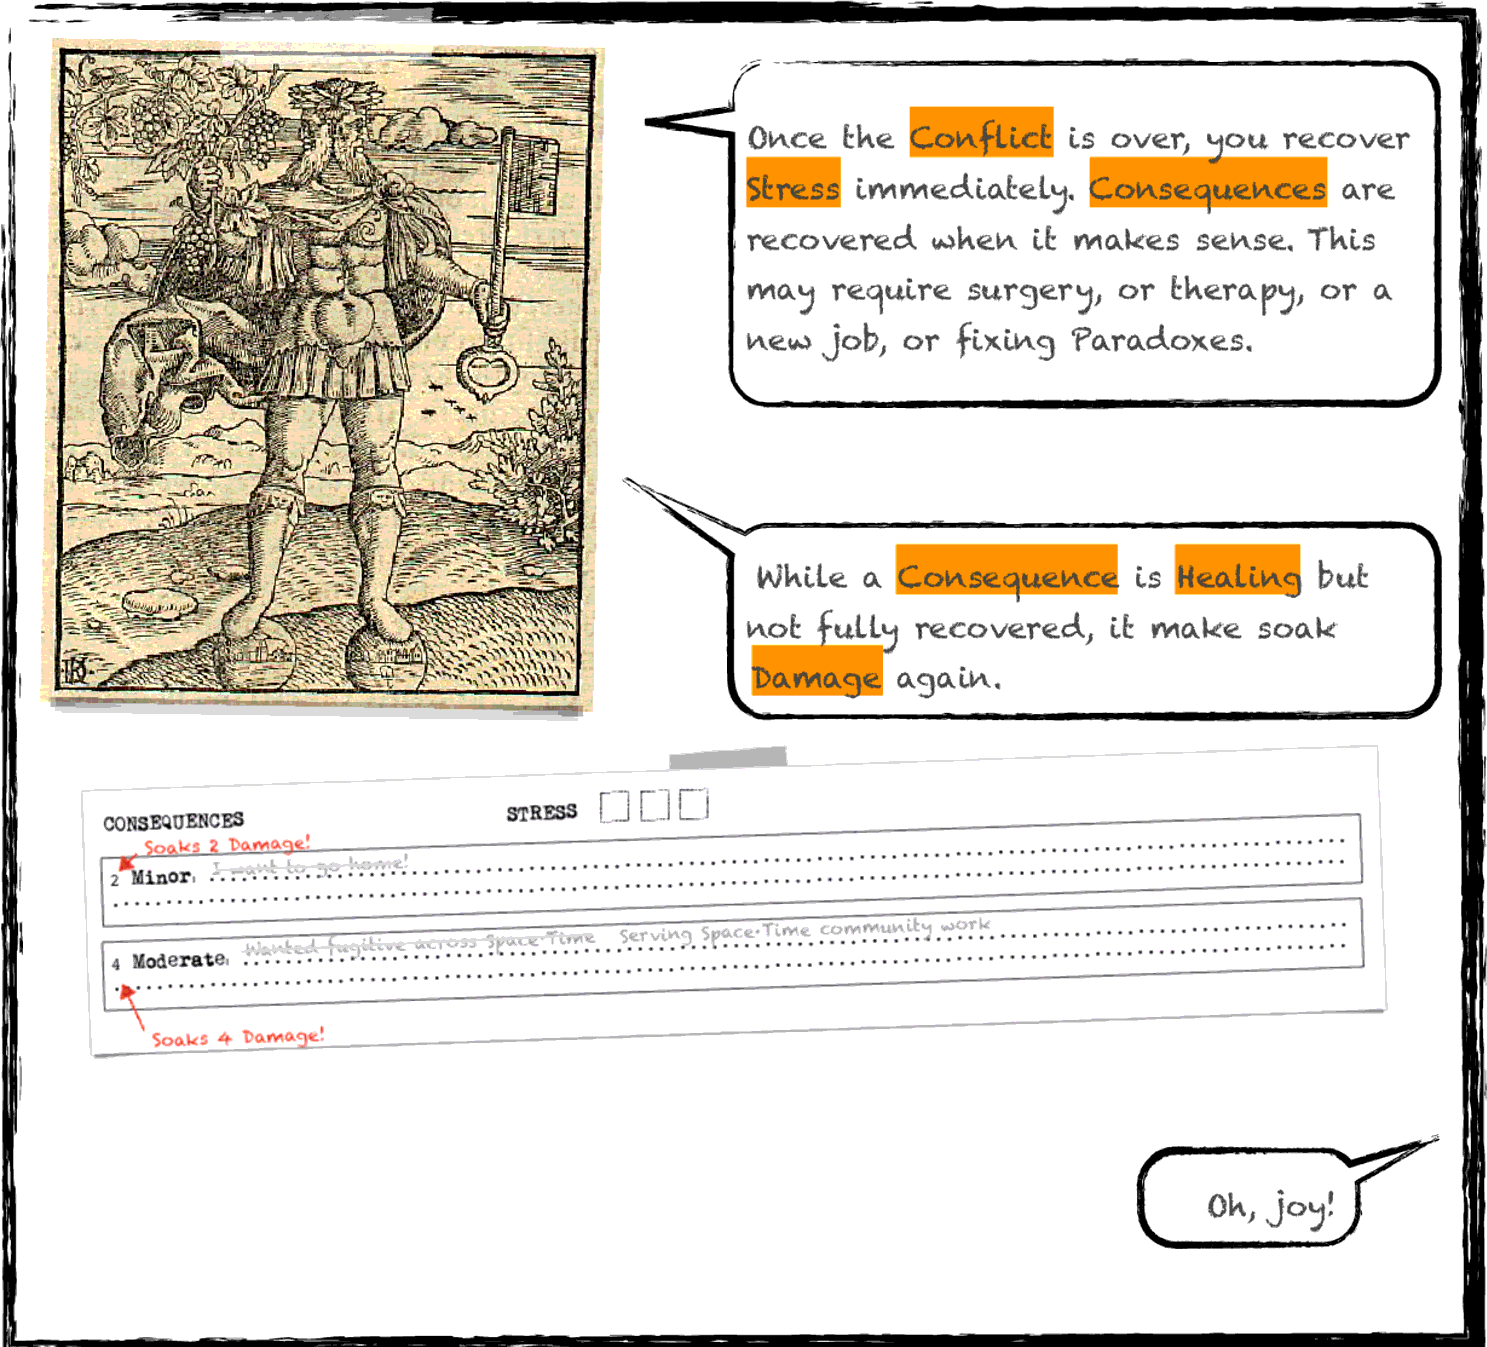 Once the Conflict is over, you recover
Stress immediately. Consequences are
recovered when it makes sense. This
may require surgery, or therapy, or a
new job, or fixing Paradoxes.
While a Consequence is Healing but
not fully recovered, it make soak
Damage again.
CONSEQUENCES STRESS
Soaks 2 Damage!
2 Minor: I want to go home!
4 Moderate: Wanted fugitive across Space-Time Serving Space-Time community work
Soaks 4 Damage!
Oh, joy!